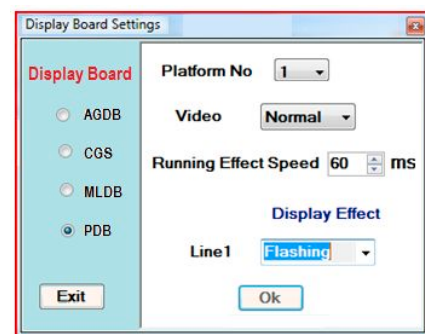 Display Board Settings
Display Board
AGDB
CGS
MLDB
PDB
Exit
Platform No 1
Video Normal
Running Effect Speed 60 ms
Display Effect
Line1 Flashing
Ok